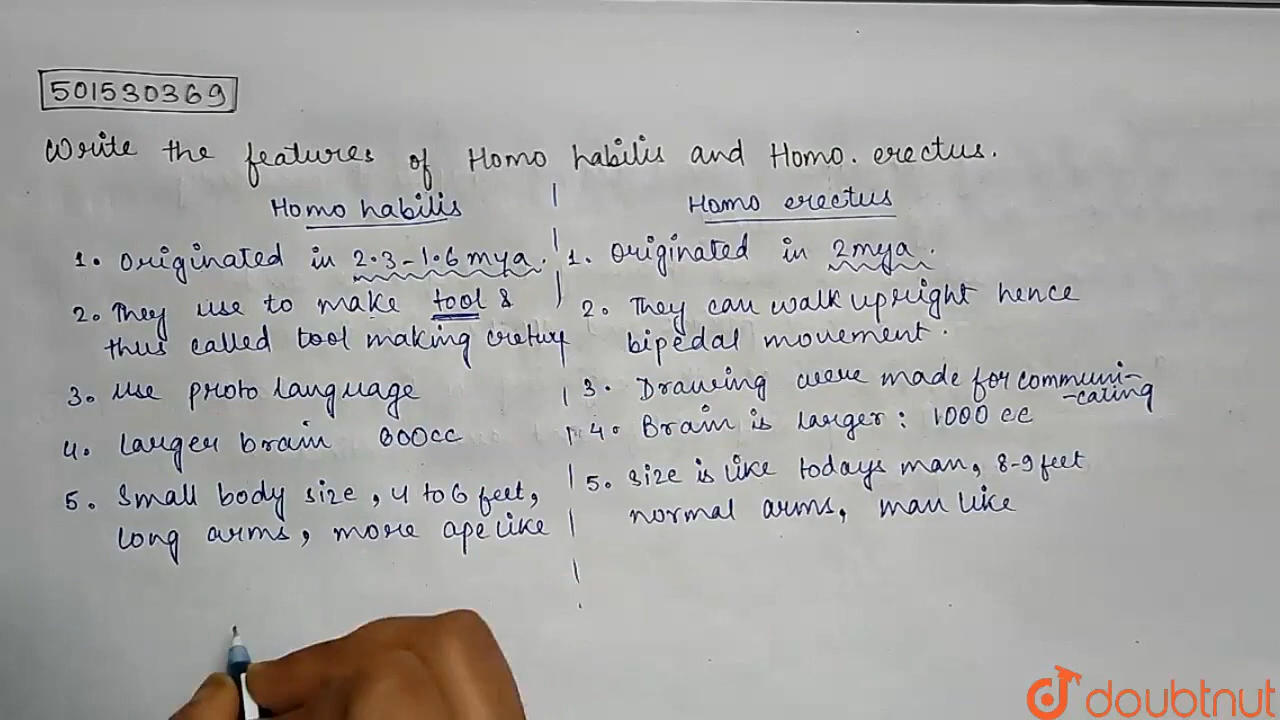 501530369
Write the features of Homo habilis and Homo. erectus.
Homo habilis
1. Originated in 2.3-1.6 mya.
2. They use to make tool &
thus called tool making creture
3. Use proto language
4. Larger brain 800cc
5. Small body size, 4 to 6 feet,
long arms, more apelike
Homo erectus
1. Originated in 2mya.
2. They can walk upright hence
bipedal movement.
3. Drawing were made for communi-
-cating
4. Brain is larger: 1000 cc
5. Size is like todays man, 8-9 feet
normal arms, man like
doubtnut